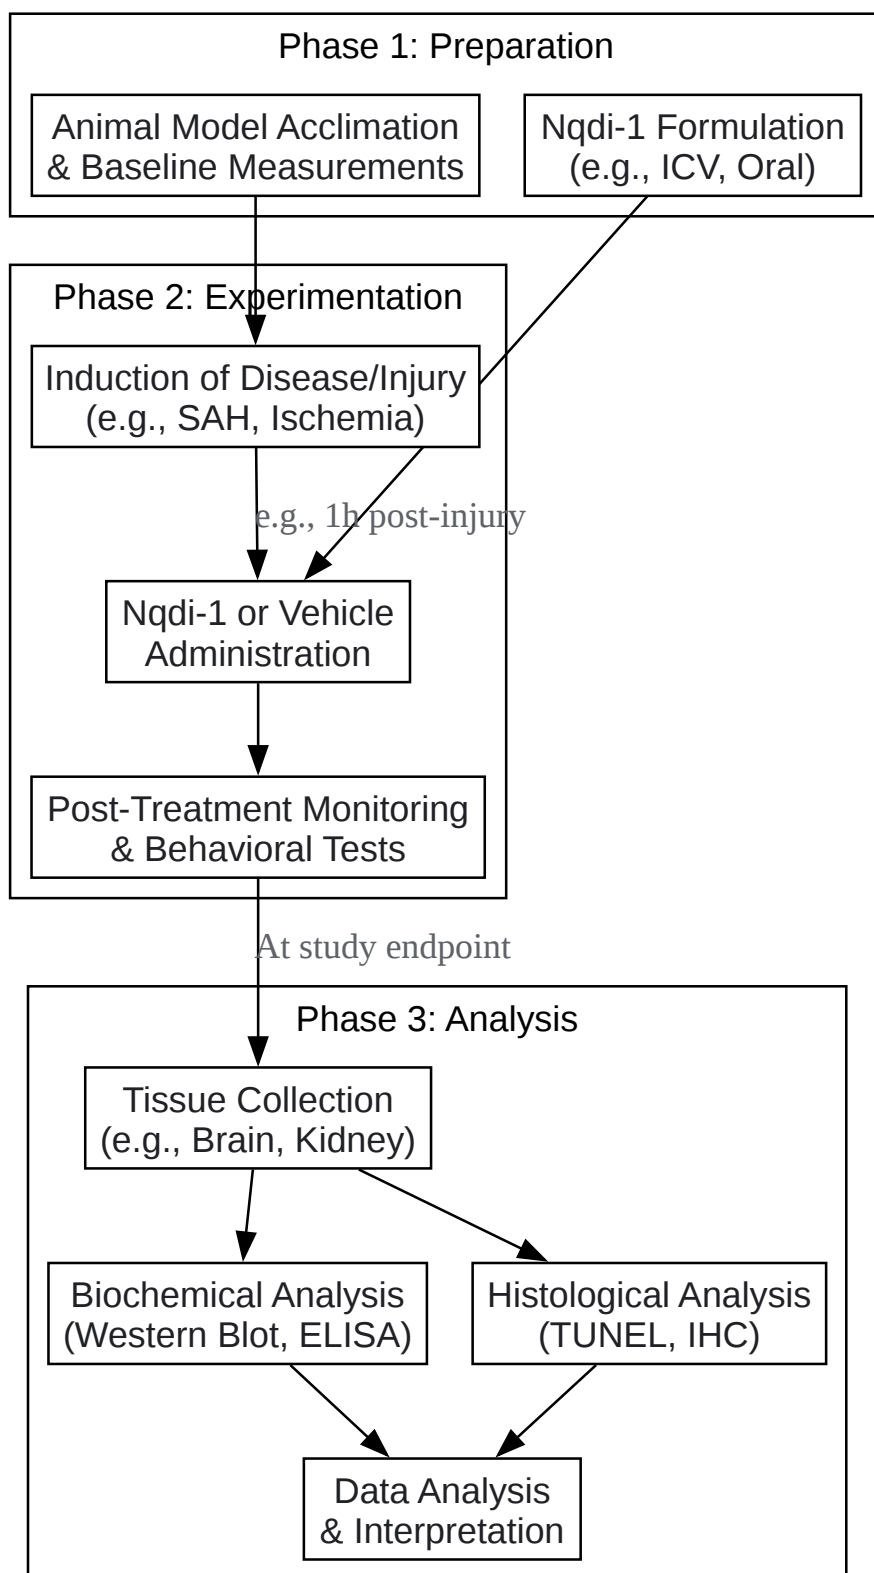 Phase 1: Preparation
Animal Model Acclimation
& Baseline Measurements
Nqdi-1 Formulation
(e.g., ICV, Oral)
Phase 2: Experimentation
Induction of Disease/Injury
(e.g., SAH, Ischemia)
e.g., 1h post-injury
Nqdi-1 or Vehicle
Administration
Post-Treatment Monitoring
& Behavioral Tests
At study endpoint
Phase 3: Analysis
Tissue Collection
(e.g., Brain, Kidney)
Biochemical Analysis
(Western Blot, ELISA)
Histological Analysis
(TUNEL, IHC)
Data Analysis
& Interpretation